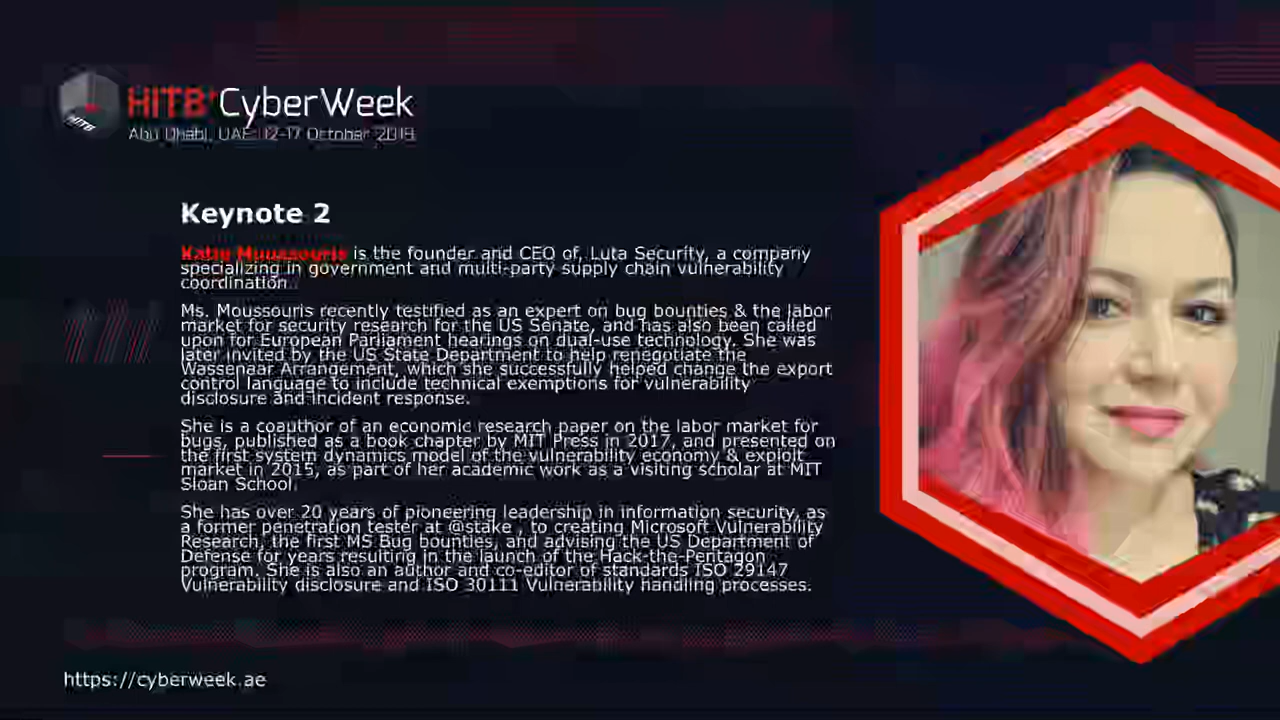 HITB+CyberWeek
HITB
Abu Dhabi, UAE: 12-17 October 2019
Keynote 2
Katie Moussouris is the founder and CEO of, Luta Security, a company
specializing in government and multi-party supply chain vulnerability
coordination.
Ms. Moussouris recently testified as an expert on bug bounties & the labor
market for security research for the US Senate, and has also been called
upon for European Parliament hearings on dual-use technology. She was
later invited by the US State Department to help renegotiate the
Wassenaar Arrangement, which she successfully helped change the export
control language to include technical exemptions for vulnerability
disclosure and incident response.
She is a coauthor of an economic research paper on the labor market for
bugs, published as a book chapter by MIT Press in 2017, and presented on
the first system dynamics model of the vulnerability economy & exploit
market in 2015, as part of her academic work as a visiting scholar at MIT
Sloan School.
She has over 20 years of pioneering leadership in information security, as
a former penetration tester at @stake , to creating Microsoft Vulnerability
Research, the first MS Bug bounties, and advising the US Department of
Defense for years resulting in the launch of the Hack-the-Pentagon
program. She is also an author and co-editor of standards ISO 29147
Vulnerability disclosure and ISO 30111 Vulnerability handling processes.
https://cyberweek.ae